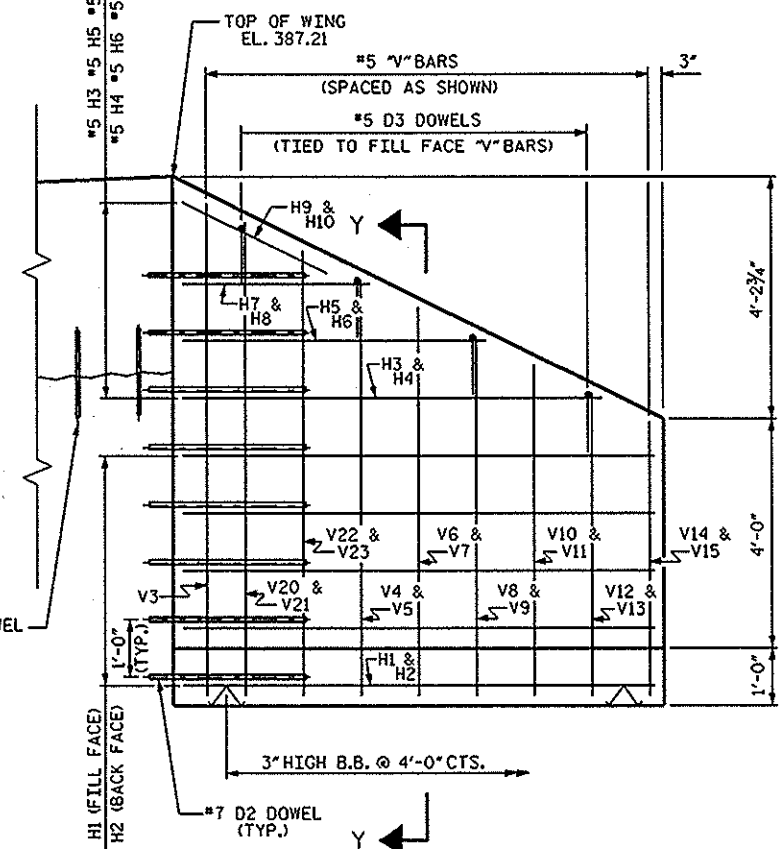 TOP OF WING
EL. 387.21
#5 "V" BARS
(SPACED AS SHOWN)
3"
#5 D3 DOWELS
(TIED TO FILL FACE "V" BARS)
#5 H3 #5 H5
#5 H4 #5 H6
H9 &
H10
Y
H7 &
H8
H5 &
H6
H3 &
H4
4'-2¾"
4'-0"
1'-0"
V22 &
V23
V6 &
V7
V10 &
V11
V14 &
V15
V3
V20 &
V21
V4 &
V5
V8 &
V9
V12 &
V13
1'-0"
(TYP.)
H1 &
H2
H1 (FILL FACE)
H2 (BACK FACE)
3" HIGH B.B. @ 4'-0" CTS.
#7 D2 DOWEL
(TYP.)
Y